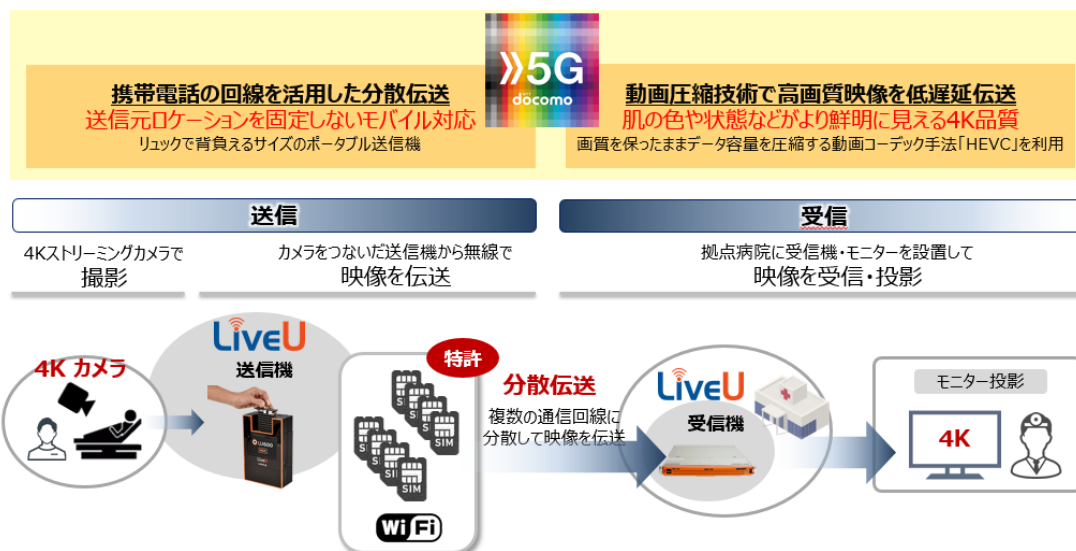 携帯電話の回線を活用した分散伝送
送信元ロケーションを固定しないモバイル対応
リュックで背負えるサイズのポータブル送信機
5G
docomo
動画圧縮技術で高画質映像を低遅延伝送
肌の色や状態などがより鮮明に見える4K品質
画質を保ったままデータ容量を圧縮する動画コーデック手法「HEVC」を利用
送信
受信
4Kストリーミングカメラで
撮影
カメラをつないだ送信機から無線で
映像を伝送
拠点病院に受信機・モニターを設置して
映像を受信・投影
4K カメラ
LiveU
送信機
特許
SIM
SIM
SIM
SIM
SIM
SIM
SIM
SIM
WiFi
分散伝送
複数の通信回線に
分散して映像を伝送
LiveU
受信機
モニター投影
4K